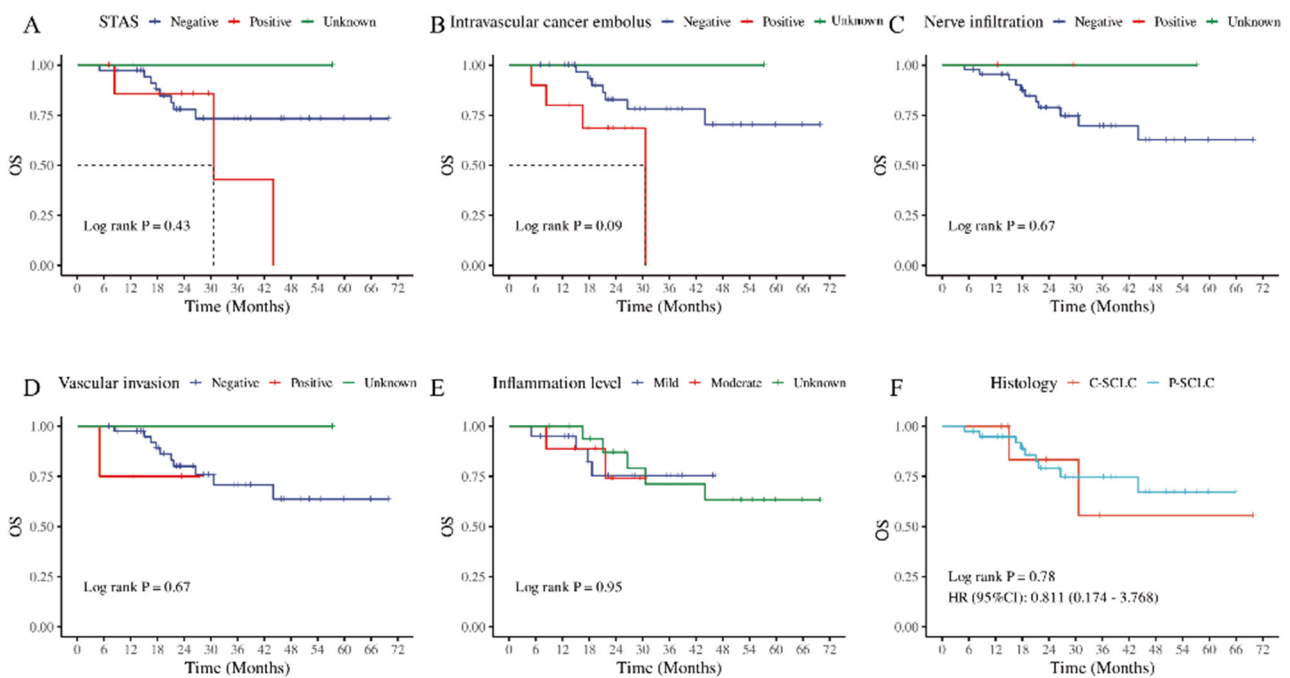 A STAS Negative Positive Unknown
OS
1.00
0.75
0.50
0.25
0.00
Log rank P = 0.43
0 6 12 18 24 30 36 42 48 54 60 66 72
Time (Months)
B Intravascular cancer embolus Negative Positive Unknown
OS
1.00
0.75
0.50
0.25
0.00
Log rank P = 0.09
0 6 12 18 24 30 36 42 48 54 60 66 72
Time (Months)
C Nerve infiltration Negative Positive Unknown
OS
1.00
0.75
0.50
0.25
0.00
Log rank P = 0.67
0 6 12 18 24 30 36 42 48 54 60 66 72
Time (Months)
D Vascular invasion Negative Positive Unknown
OS
1.00
0.75
0.50
0.25
0.00
Log rank P = 0.67
0 6 12 18 24 30 36 42 48 54 60 66 72
Time (Months)
E Inflammation level Mild Moderate Unknown
OS
1.00
0.75
0.50
0.25
0.00
Log rank P = 0.95
0 6 12 18 24 30 36 42 48 54 60 66 72
Time (Months)
F Histology C-SCLC P-SCLC
OS
1.00
0.75
0.50
0.25
0.00
Log rank P = 0.78
HR (95%CI): 0.811 (0.174 - 3.768)
0 6 12 18 24 30 36 42 48 54 60 66 72
Time (Months)